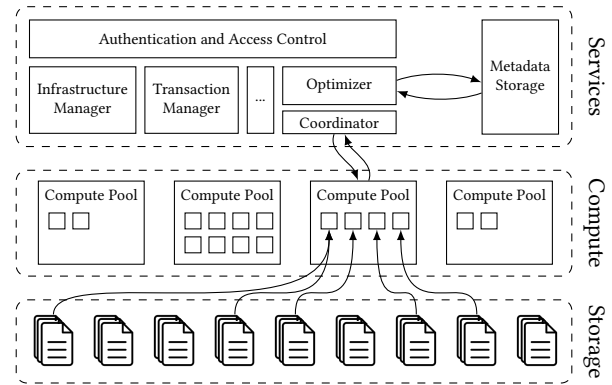 Authentication and Access Control
Infrastructure
Manager
Transaction
Manager
...
Optimizer
Coordinator
Metadata
Storage
Services
Compute Pool
Compute Pool
Compute Pool
Compute Pool
Compute
Storage